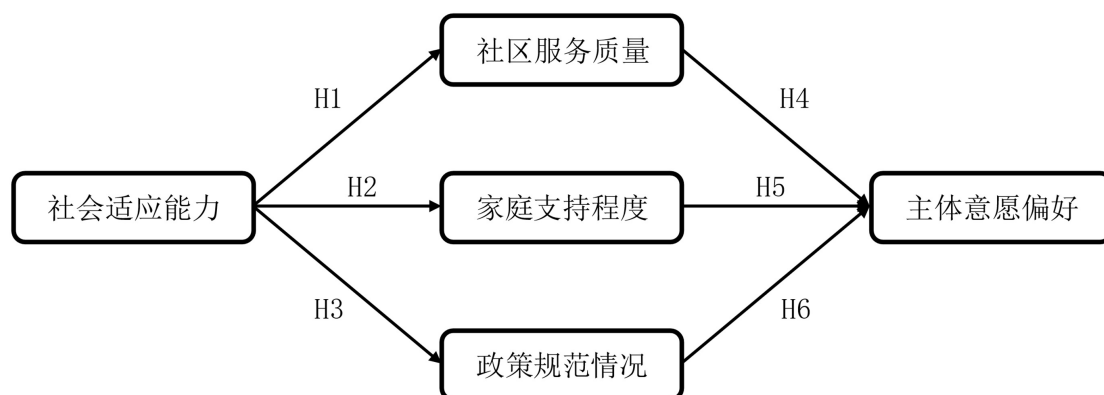 社区服务质量
H1
H4
社会适应能力
H2
家庭支持程度
H5
主体意愿偏好
H3
H6
政策规范情况